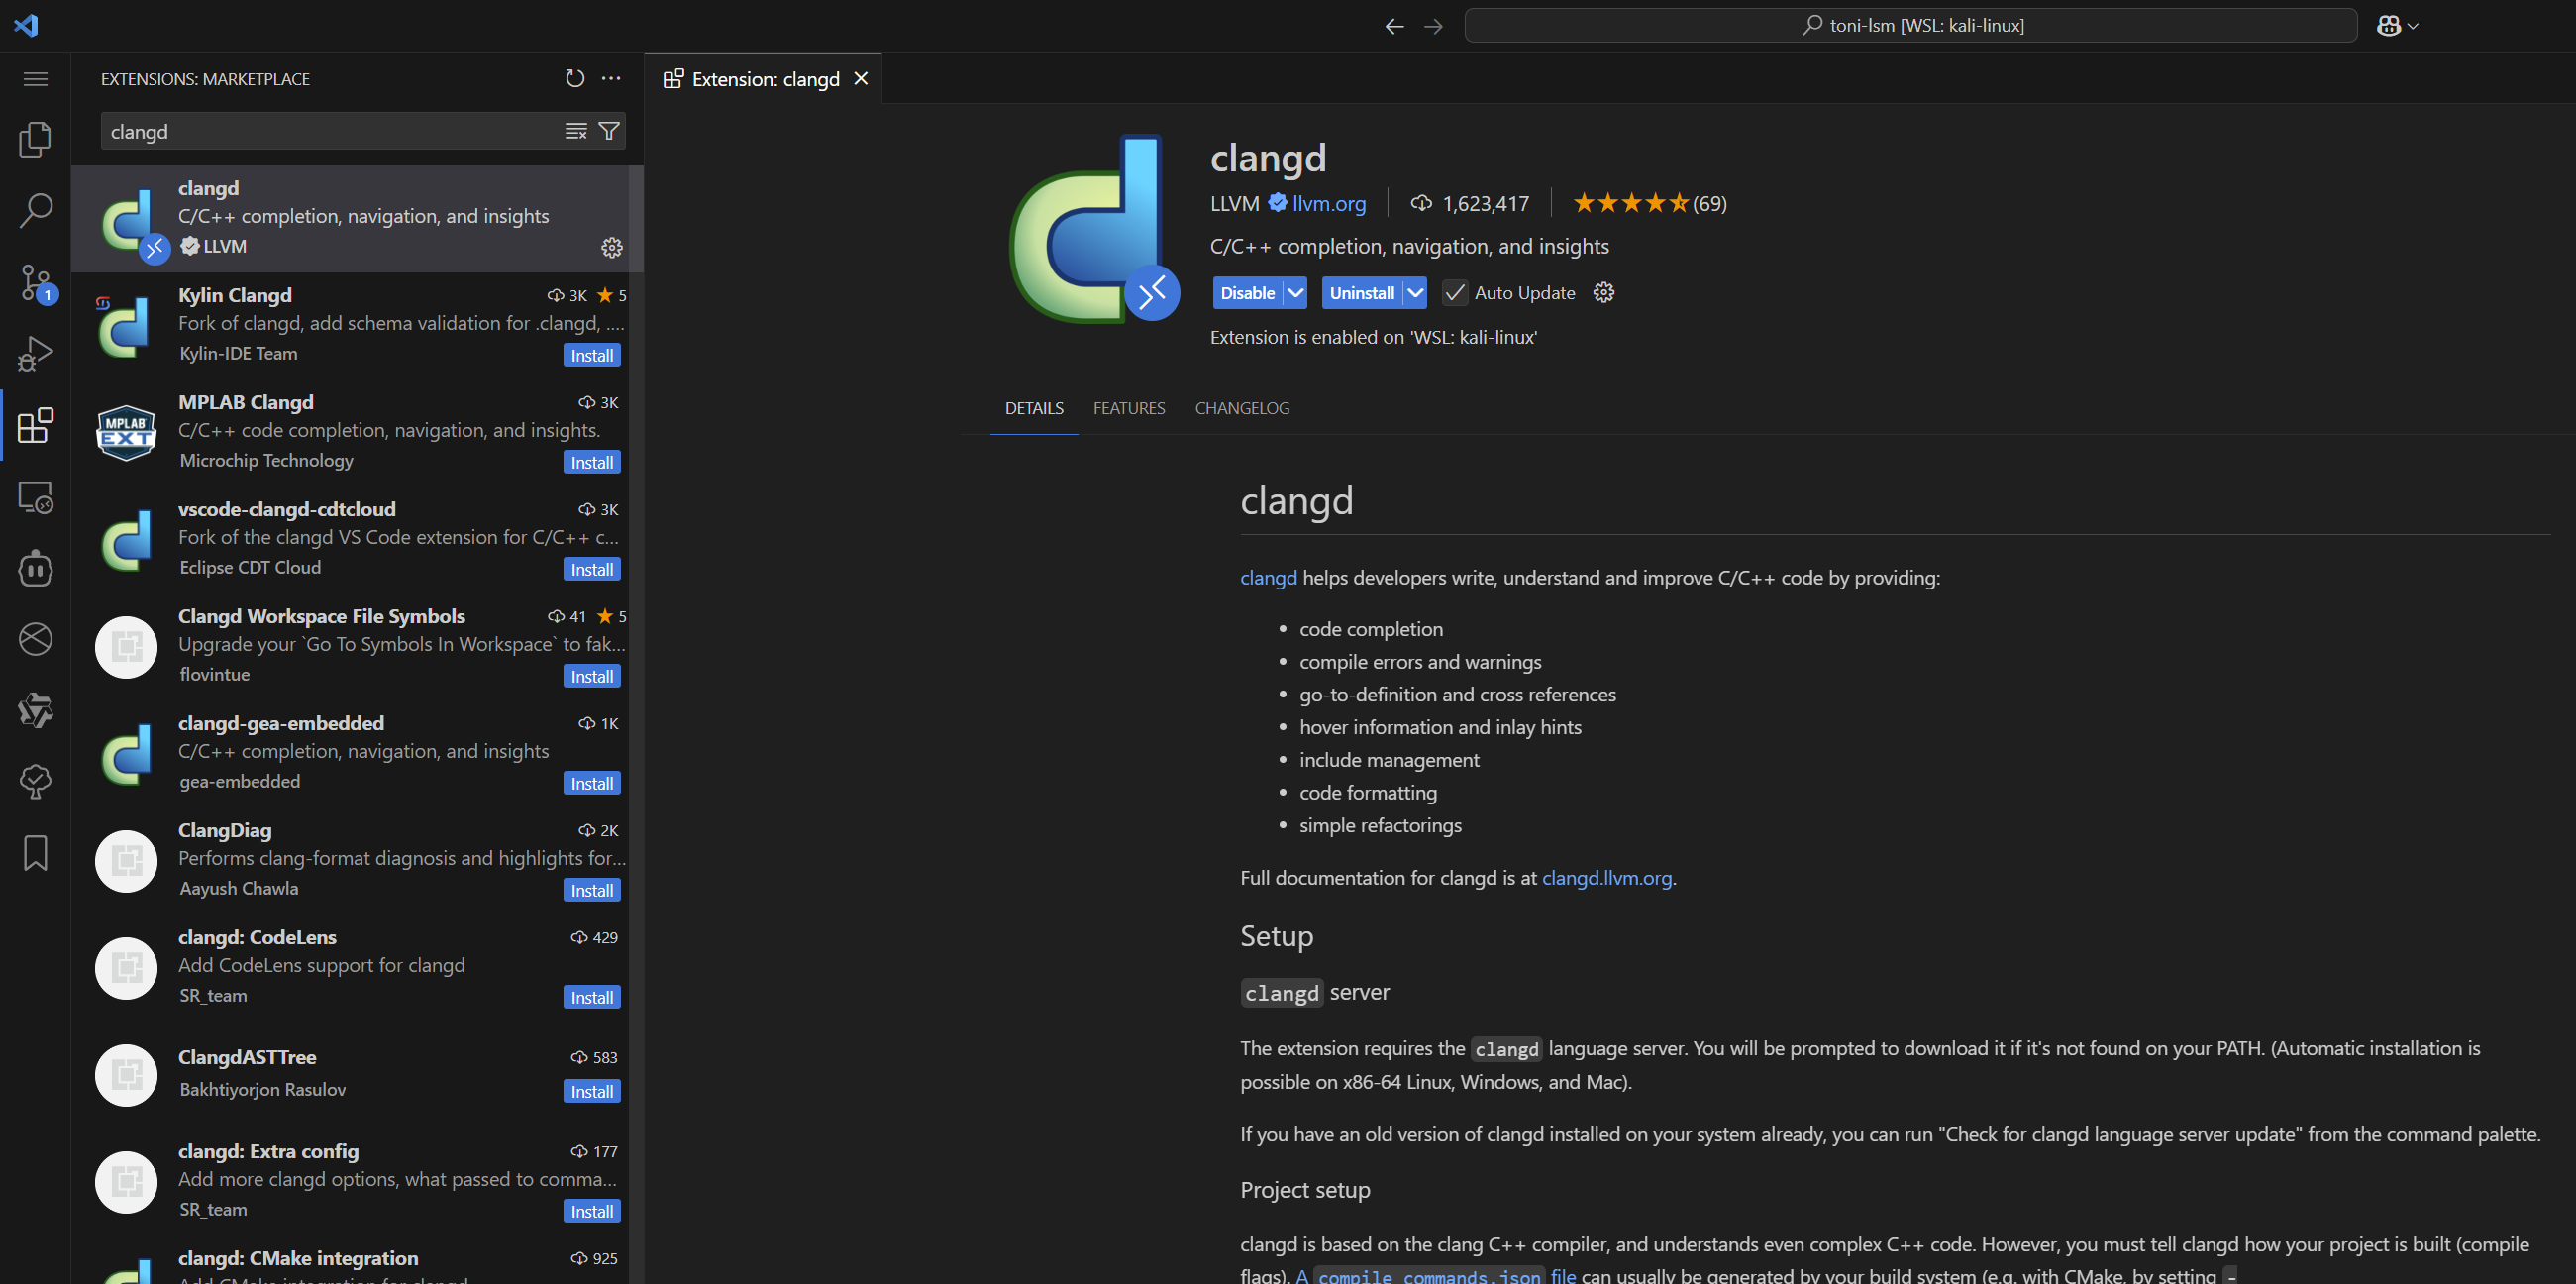 toni-lsm [WSL: kali-linux]
EXTENSIONS: MARKETPLACE
clangd
clangd
C/C++ completion, navigation, and insights
LLVM
Kylin Clangd 3K 5
Fork of clangd, add schema validation for .clangd, ....
Kylin-IDE Team Install
MPLAB Clangd 3K
MPLAB EXT
C/C++ code completion, navigation, and insights.
Microchip Technology Install
vscode-clangd-cdtcloud 3K
Fork of the clangd VS Code extension for C/C++ c...
Eclipse CDT Cloud Install
Clangd Workspace File Symbols 41 5
Upgrade your `Go To Symbols In Workspace` to fak...
flovintue Install
clangd-gea-embedded 1K
C/C++ completion, navigation, and insights
gea-embedded Install
ClangDiag 2K
Performs clang-format diagnosis and highlights for...
Aayush Chawla Install
clangd: CodeLens 429
Add CodeLens support for clangd
SR_team Install
ClangdASTTree 583
Bakhtiyorjon Rasulov Install
clangd: Extra config 177
Add more clangd options, what passed to comma...
SR_team Install
clangd: CMake integration 925
Add CMake integration for clangd
1
Extension: clangd
clangd
LLVM llvm.org 1,623,417 (69)
C/C++ completion, navigation, and insights
Disable Uninstall Auto Update
Extension is enabled on 'WSL: kali-linux'
DETAILS FEATURES CHANGELOG
clangd
clangd helps developers write, understand and improve C/C++ code by providing:
• code completion
• compile errors and warnings
• go-to-definition and cross references
• hover information and inlay hints
• include management
• code formatting
• simple refactorings
Full documentation for clangd is at clangd.llvm.org.
Setup
clangd server
The extension requires the clangd language server. You will be prompted to download it if it's not found on your PATH. (Automatic installation is
possible on x86-64 Linux, Windows, and Mac).
If you have an old version of clangd installed on your system already, you can run "Check for clangd language server update" from the command palette.
Project setup
clangd is based on the clang C++ compiler, and understands even complex C++ code. However, you must tell clangd how your project is built (compile
flags). A compile_commands.json file can usually be generated by your build system (e.g. with CMake, by setting -